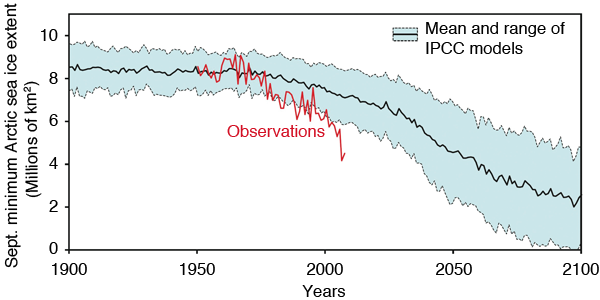 Sept. minimum Arctic sea ice extent
(Millions of km²)
10
8
6
4
2
0
Mean and range of
IPCC models
Observations
1900
1950
2000
2050
2100
Years